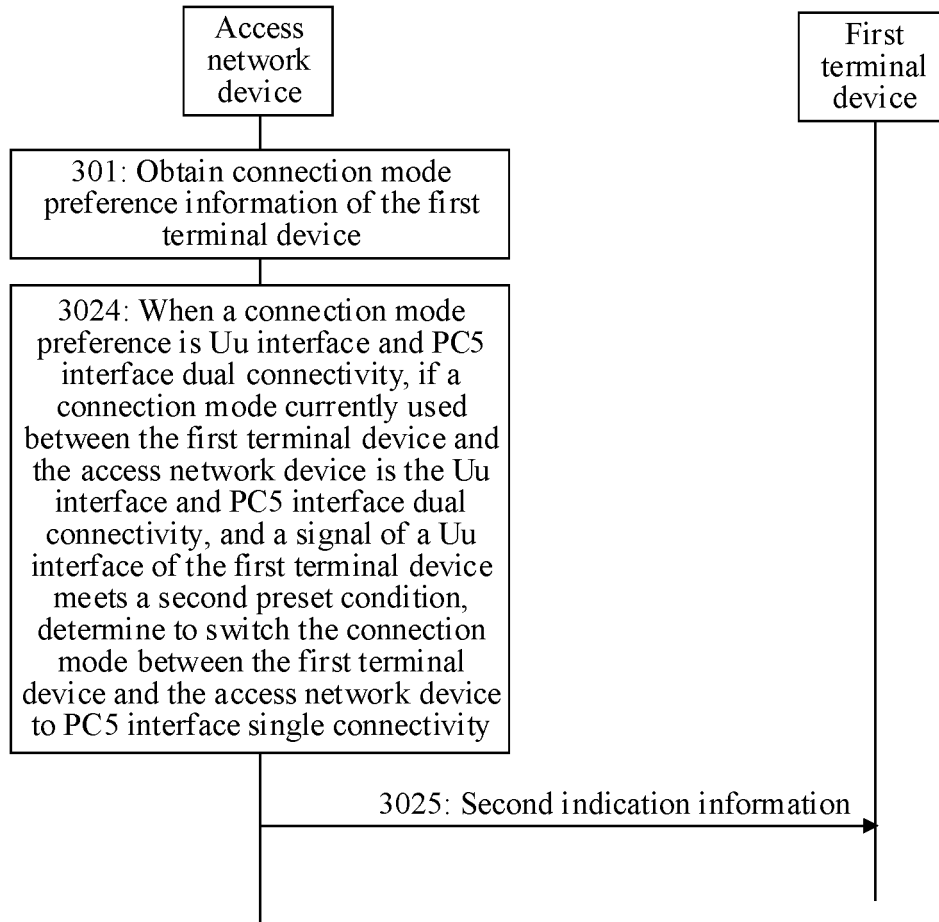 Access
network
device
First
terminal
device
301: Obtain connection mode
preference information of the first
terminal device
3024: When a connection mode
preference is Uu interface and PC5
interface dual connectivity, if a
connection mode currently used
between the first terminal device and
the access network device is the Uu
interface and PC5 interface dual
connectivity, and a signal of a Uu
interface of the first terminal device
meets a second preset condition,
determine to switch the connection
mode between the first terminal
device and the access network device
to PC5 interface single connectivity
3025: Second indication information